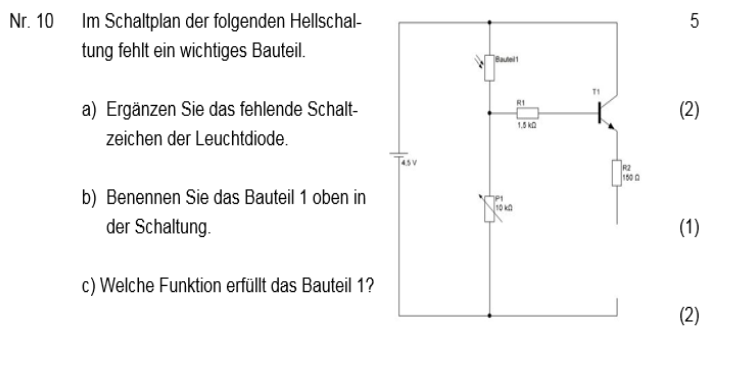 Nr. 10 Im Schaltplan der folgenden Hellschal-
tung fehlt ein wichtiges Bauteil.
5
a) Ergänzen Sie das fehlende Schalt-
zeichen der Leuchtdiode.
(2)
b) Benennen Sie das Bauteil 1 oben in
der Schaltung.
(1)
c) Welche Funktion erfüllt das Bauteil 1?
(2)
Bauteil1
T1
R1
1,5 kΩ
4,5 V
R2
150 Ω
P1
10 kΩ